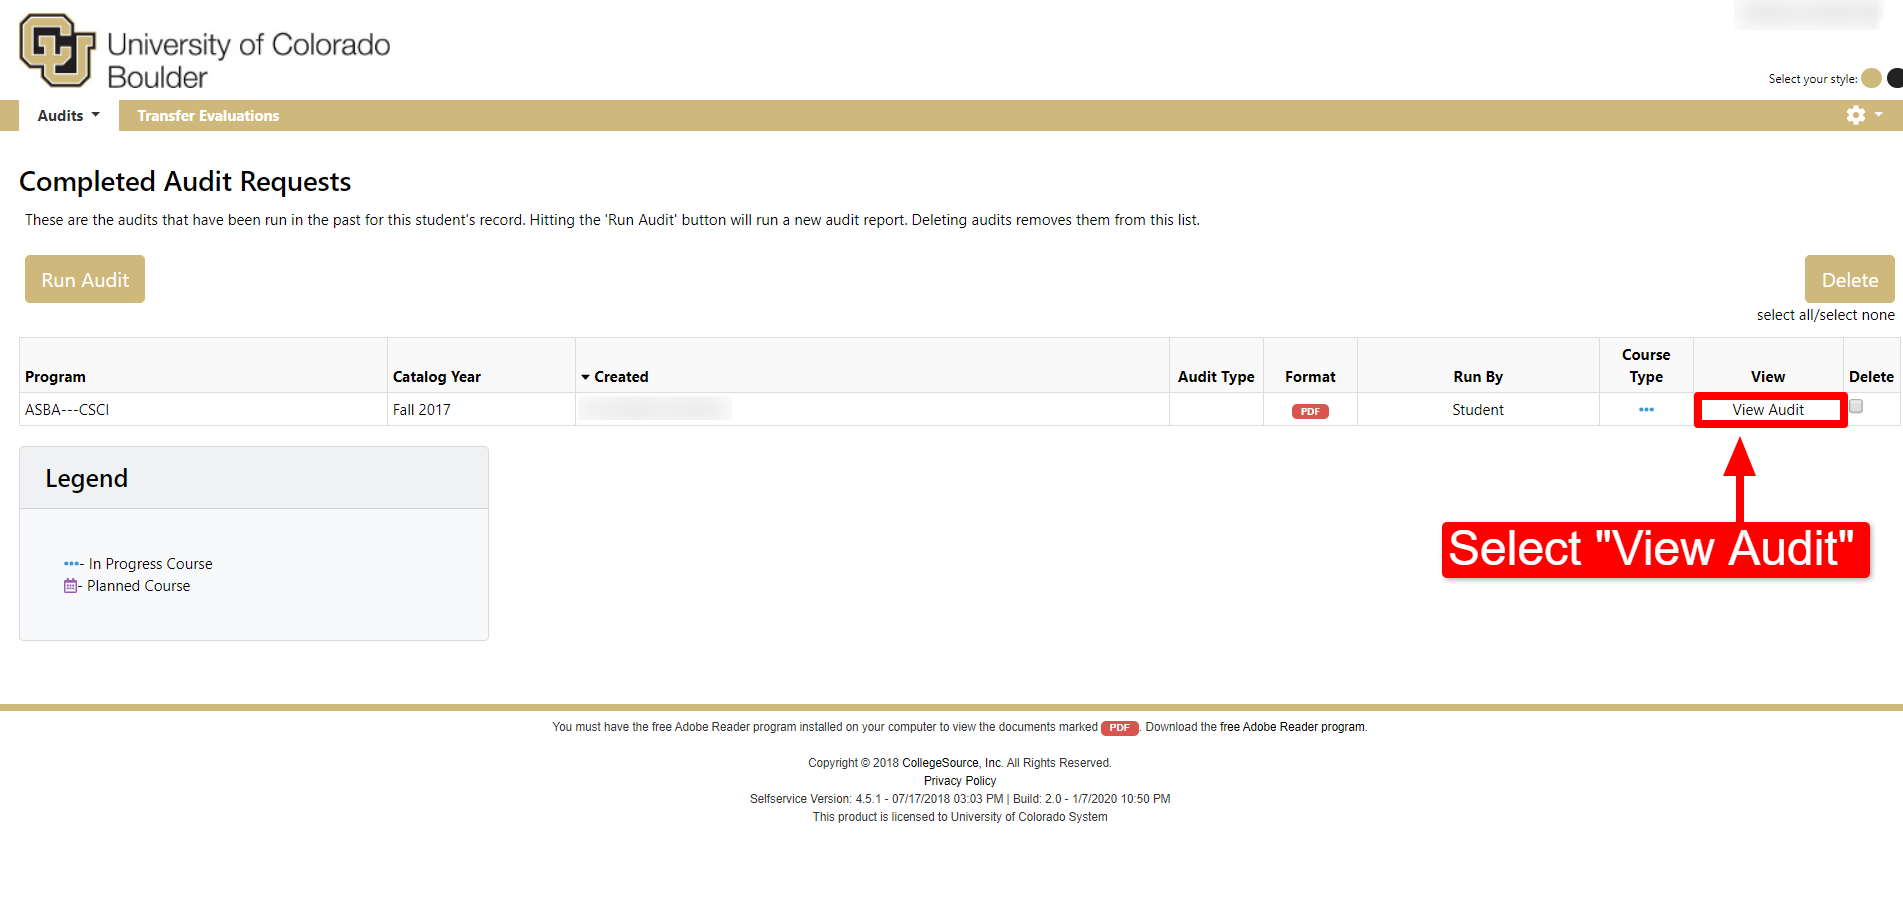 University of Colorado
Boulder
Select your style:
Audits
Transfer Evaluations
Completed Audit Requests
These are the audits that have been run in the past for this student's record. Hitting the 'Run Audit' button will run a new audit report. Deleting audits removes them from this list.
Run Audit
Delete
select all/select none
Program Catalog Year Created Audit Type Format Run By Course Type View Delete
ASBA---CSCI Fall 2017 PDF Student View Audit
Legend
- In Progress Course
- Planned Course
Select "View Audit"
You must have the free Adobe Reader program installed on your computer to view the documents marked PDF. Download the free Adobe Reader program.
Copyright © 2018 CollegeSource, Inc. All Rights Reserved.
Privacy Policy
Selfservice Version: 4.5.1 - 07/17/2018 03:03 PM | Build: 2.0 - 1/7/2020 10:50 PM
This product is licensed to University of Colorado System